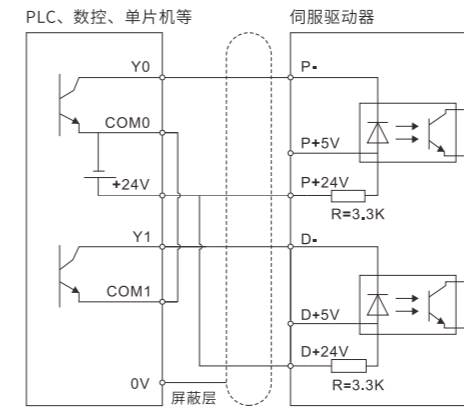 PLC、数控、单片机等
伺服驱动器
Y0
P-
COM0
P+5V
+24V
P+24V
R=3.3K
Y1
D-
COM1
D+5V
D+24V
0V
屏蔽层
R=3.3K